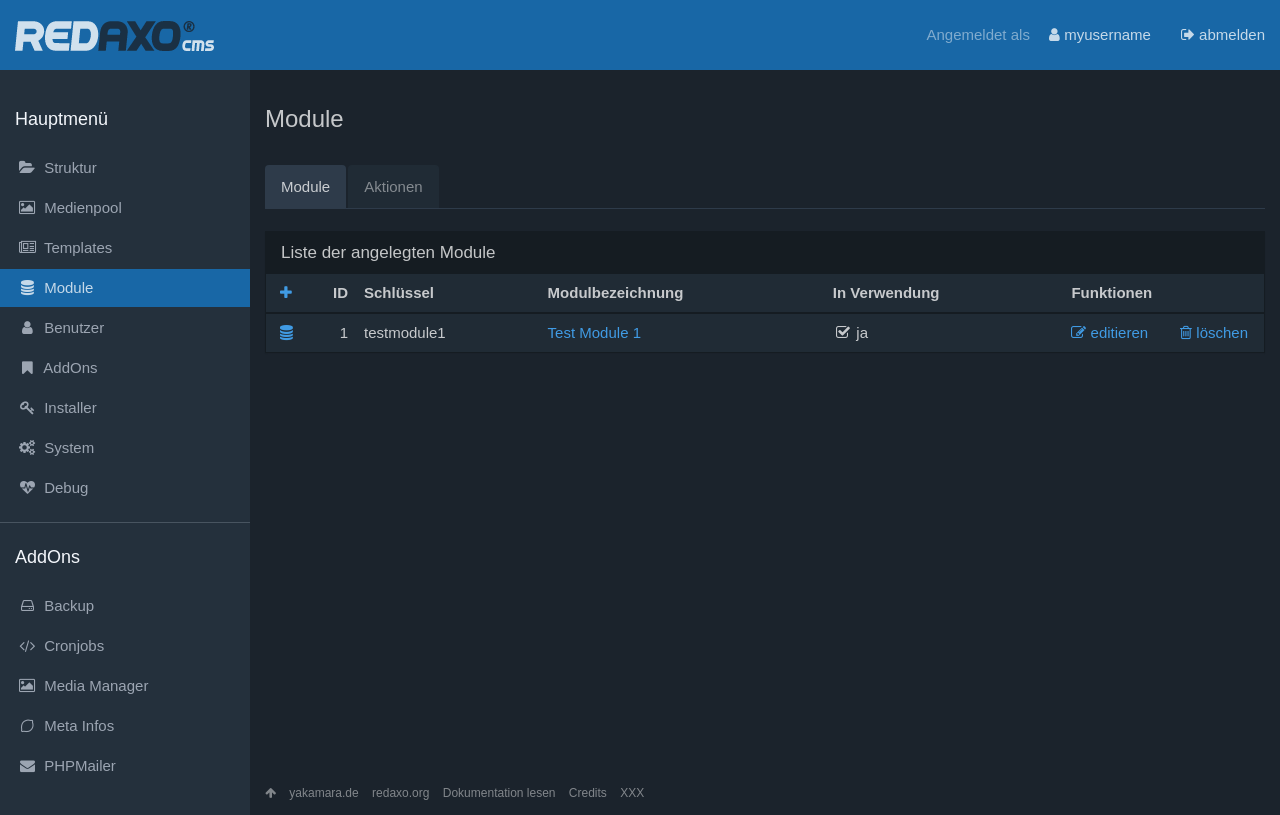 REDAXO® cms
Angemeldet als myusername abmelden
Hauptmenü
Struktur
Medienpool
Templates
Module
Benutzer
AddOns
Installer
System
Debug
AddOns
Backup
Cronjobs
Media Manager
Meta Infos
PHPMailer
Module
Module Aktionen
Liste der angelegten Module
ID Schlüssel Modulbezeichnung In Verwendung Funktionen
1 testmodule1 Test Module 1 ja editieren löschen
yakamara.de redaxo.org Dokumentation lesen Credits XXX